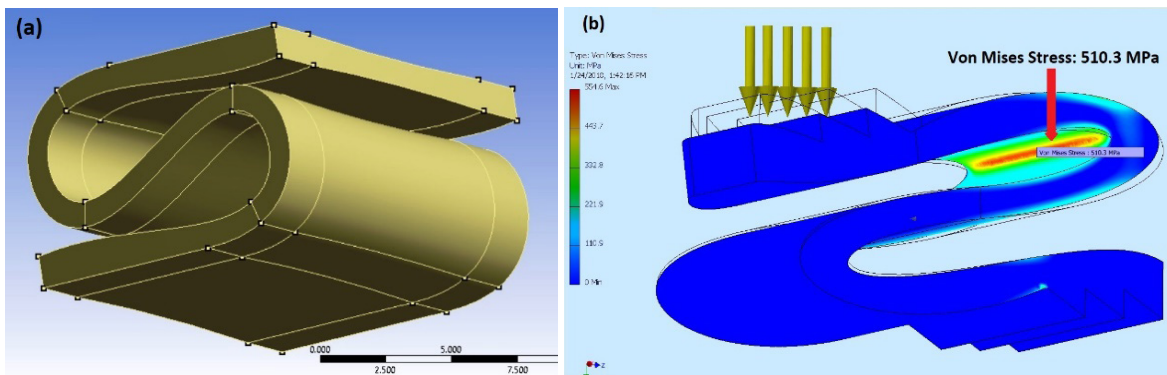 (a)
0.000
5.000
2.500
7.500
(b)
Type: Von Mises Stress
Unit: MPa
1/24/2010, 1:42:16 PM
554.6 Max
443.7
332.8
221.9
110.9
0 Min
Von Mises Stress: 510.3 MPa
Von Mises Stress : 510.3 MPa
z